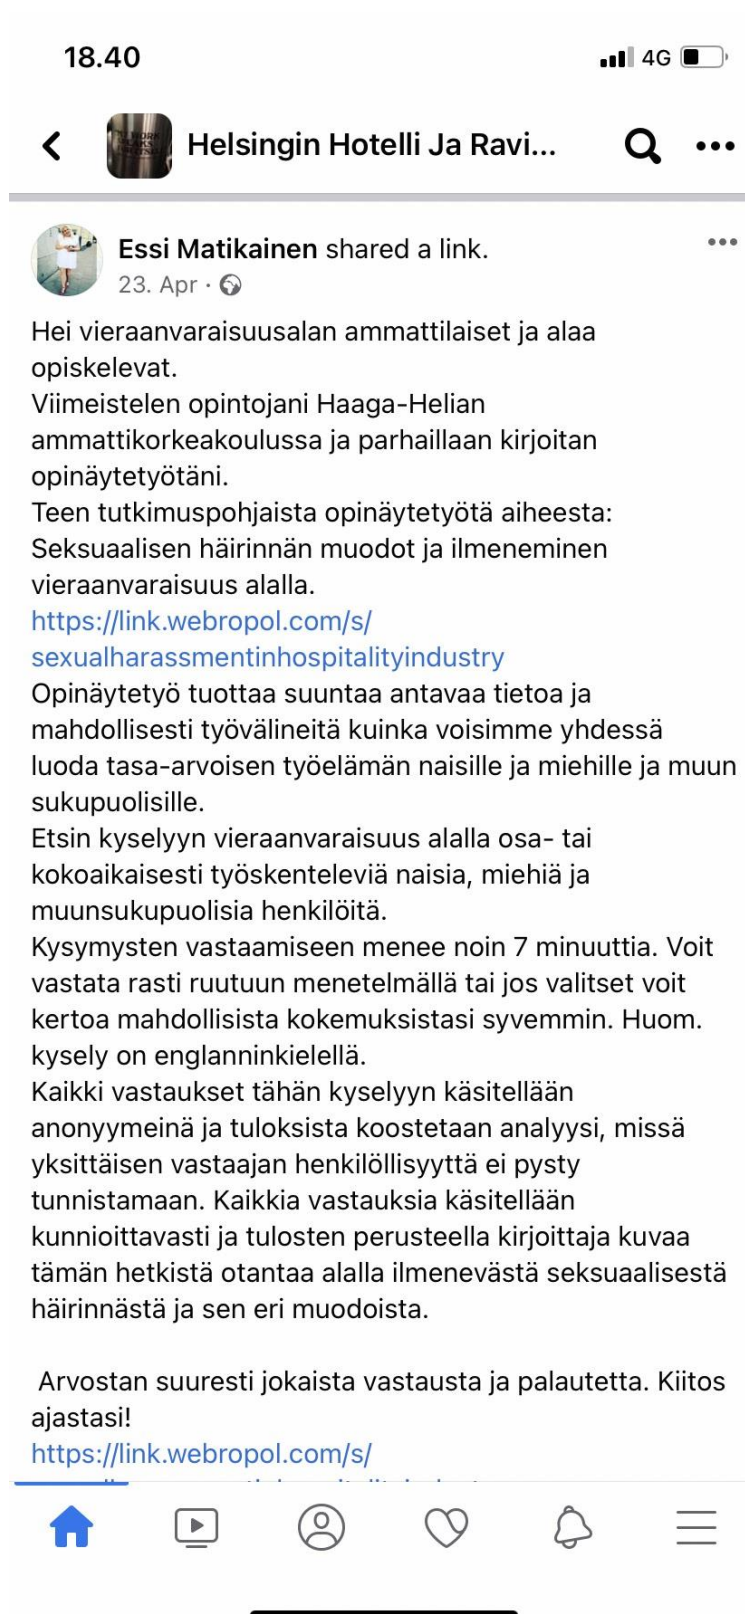 18.40
4G
Helsingin Hotelli Ja Ravi...
Essi Matikainen shared a link.
23. Apr ·
Hei vieraanvaraisuusalan ammattilaiset ja alaa
opiskelevat.
Viimeistelen opintojani Haaga-Helian
ammattikorkeakoulussa ja parhaillaan kirjoitan
opinäytetyötäni.
Teen tutkimuspohjaista opinäytetyötä aiheesta:
Seksuaalisen häirinnän muodot ja ilmeneminen
vieraanvaraisuus alalla.
https://link.webropol.com/s/
sexualharassmentinhospitalityindustry
Opinäytetyö tuottaa suuntaa antavaa tietoa ja
mahdollisesti työvälineitä kuinka voisimme yhdessä
luoda tasa-arvoisen työelämän naisille ja miehille ja muun
sukupuolisille.
Etsin kyselyyn vieraanvaraisuus alalla osa- tai
kokoaikaisesti työskenteleviä naisia, miehiä ja
muunsukupuolisia henkilöitä.
Kysymysten vastaamiseen menee noin 7 minuuttia. Voit
vastata rasti ruutuun menetelmällä tai jos valitset voit
kertoa mahdollisista kokemuksistasi syvemmin. Huom.
kysely on englanninkielellä.
Kaikki vastaukset tähän kyselyyn käsitellään
anonyymeinä ja tuloksista koostetaan analyysi, missä
yksittäisen vastaajan henkilöllisyyttä ei pysty
tunnistamaan. Kaikkia vastauksia käsitellään
kunnioittavasti ja tulosten perusteella kirjoittaja kuvaa
tämän hetkistä otantaa alalla ilmenevästä seksuaalisestä
häirinnästä ja sen eri muodoista.
Arvostan suuresti jokaista vastausta ja palautetta. Kiitos
ajastasi!
https://link.webropol.com/s/